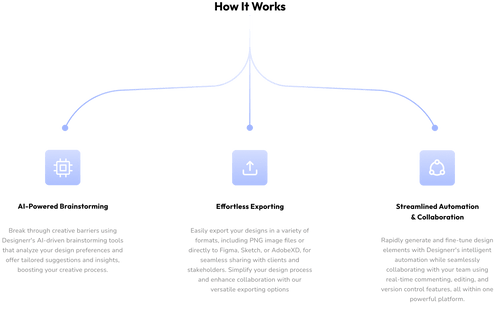 How It Works
AI-Powered Brainstorming
Break through creative barriers using
Designert's AI-driven brainstorming tools
that analyze your design preferences and
offer tailored suggestions and insights,
boosting your creative process.
Effortless Exporting
Easily export your designs in a variety of
formats, including PNG image files or
directly to Figma, Sketch, or AdobeXD, for
seamless sharing with clients and
stakeholders. Simplify your design process
and enhance collaboration with our
versatile exporting options
Streamlined Automation
& Collaboration
Rapidly generate and fine-tune design
elements with Designerr's intelligent
automation while seamlessly
collaborating with your team using
real-time commenting, editing, and
version control features, all within one
powerful platform.